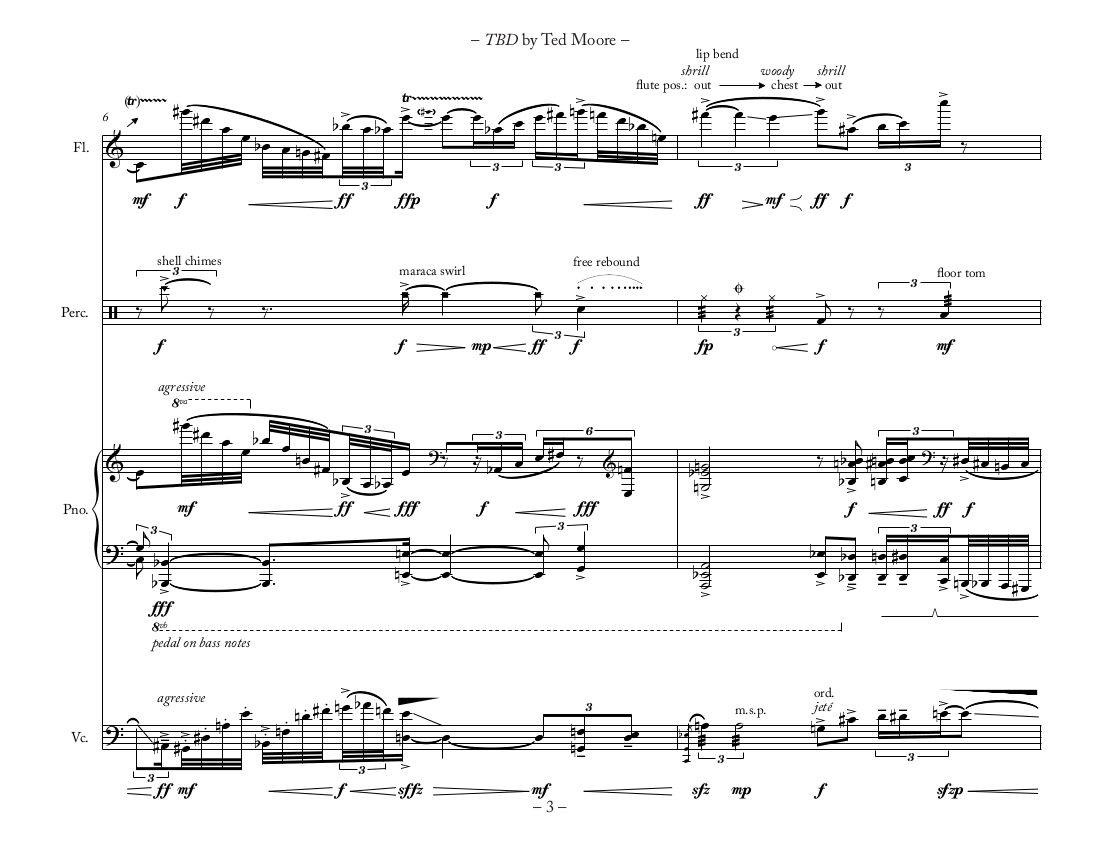 – TBD by Ted Moore –
lip bend
shrill woody shrill
flute pos.: out chest out
(tr) tr
6
Fl.
3 3 3 3 3
mf f ff ffp f ff mf ff f
shell chimes maraca swirl free rebound floor tom
3 3 3 3
Perc.
f f mp ff f fp f mf
agressive
8va
3 3 6 3
Pno.
mf ff fff f fff f ff f
3 3 3
fff
8vb
pedal on bass notes
agressive ord.
m.s.p. jeté
3
Vc.
3 3 3 3
ff mf f sffz mf sfz mp f sfzp
– 3 –